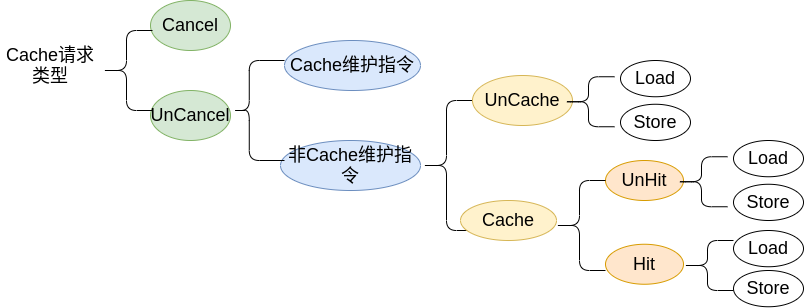 Cache请求
类型
Cancel
UnCancel
Cache维护指令
非Cache维护指
令
UnCache
Load
Store
Cache
UnHit
Load
Store
Hit
Load
Store